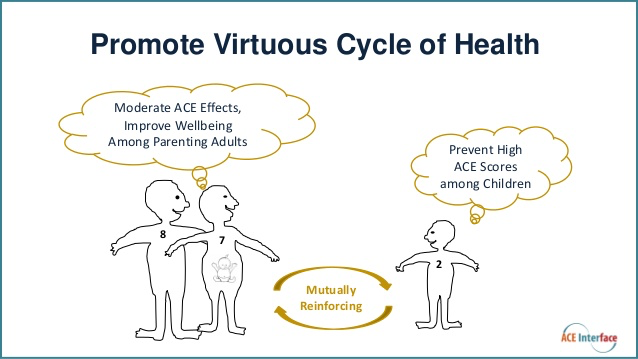 Promote Virtuous Cycle of Health
Moderate ACE Effects,
Improve Wellbeing
Among Parenting Adults
Prevent High
ACE Scores
among Children
8
7
2
Mutually
Reinforcing
ACE Interface